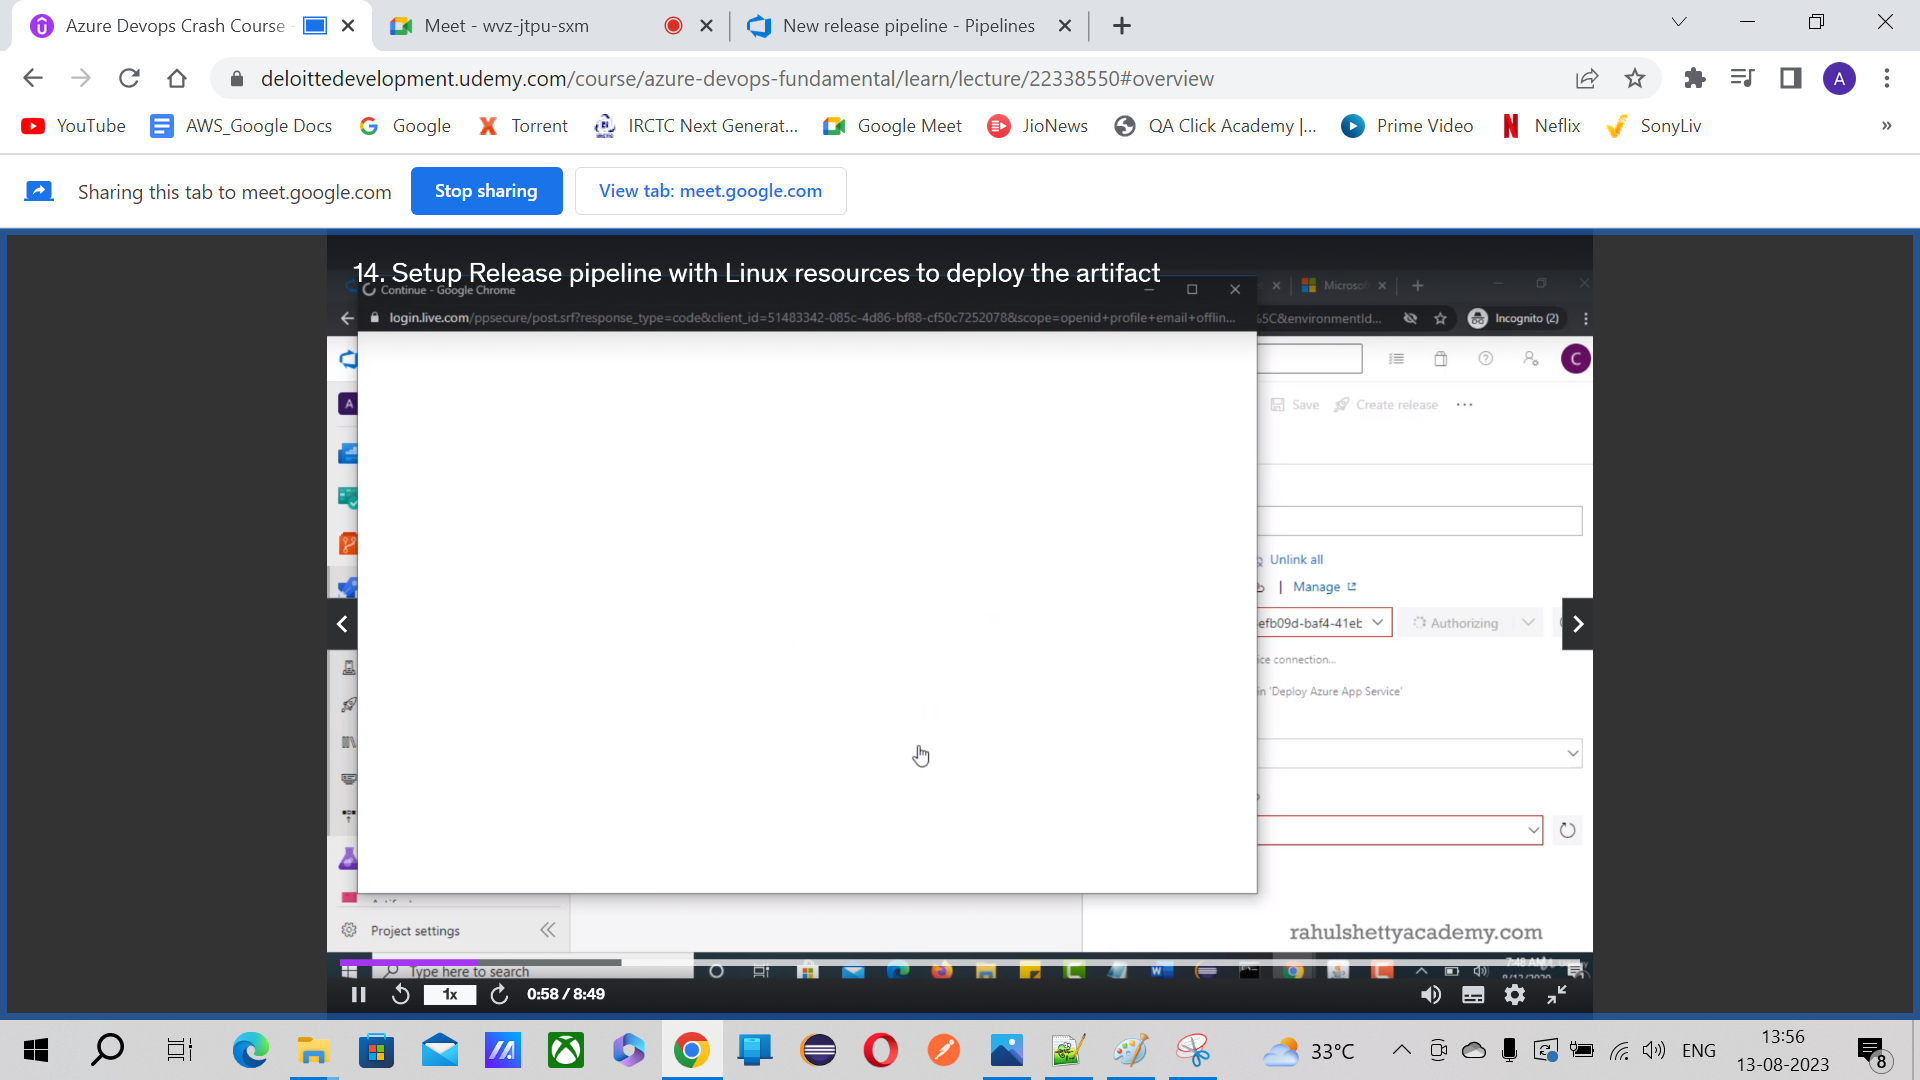 Azure Devops Crash Course
Meet - wvz-jtpu-sxm
New release pipeline - Pipelines
deloittedevelopment.udemy.com/course/azure-devops-fundamental/learn/lecture/22338550#overview
A
YouTube
AWS_Google Docs
Google
Torrent
IRCTC Next Generat...
Google Meet
JioNews
QA Click Academy |...
Prime Video
Neflix
SonyLiv
»
Sharing this tab to meet.google.com
Stop sharing
View tab: meet.google.com
14. Setup Release pipeline with Linux resources to deploy the artifact
Continue - Google Chrome
Microsof
login.live.com/ppsecure/post.srf?response_type=code&client_id=51483342-085c-4d86-bf88-cf50c7252078&scope=openid+profile+email+offlin...
%5C&environmentId...
Incognito (2)
C
A
Save
Create release
Unlink all
| Manage
efb09d-baf4-41eb
Authorizing
ice connection...
in 'Deploy Azure App Service'
Project settings
rahulshettyacademy.com
Type here to search
7:48 AM
1x
0:58 / 8:49
33°C
ENG
13:56
13-08-2023
8